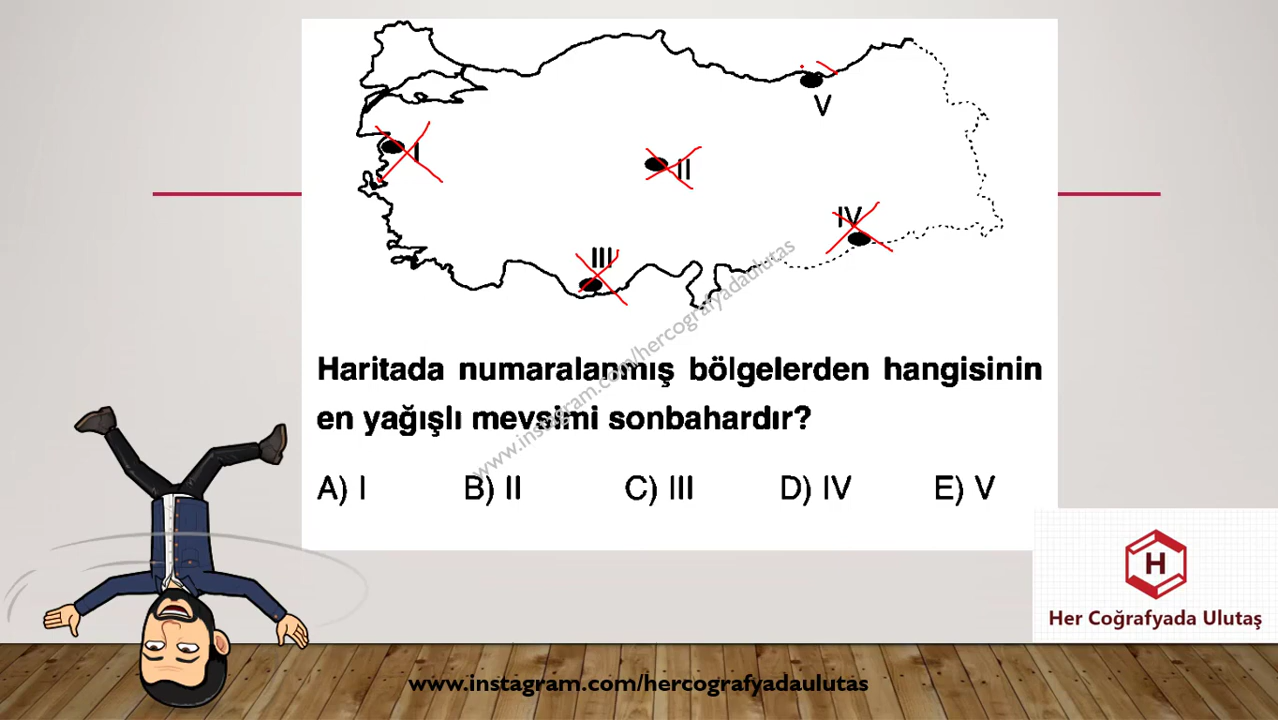 V
I
II
IV
III
www.instagram.com/hercografyadaulutas
Haritada numaralanmış bölgelerden hangisinin
en yağışlı mevsimi sonbahardır?
A) I B) II C) III D) IV E) V
H
Her Coğrafyada Ulutaş
www.instagram.com/hercografyadaulutas